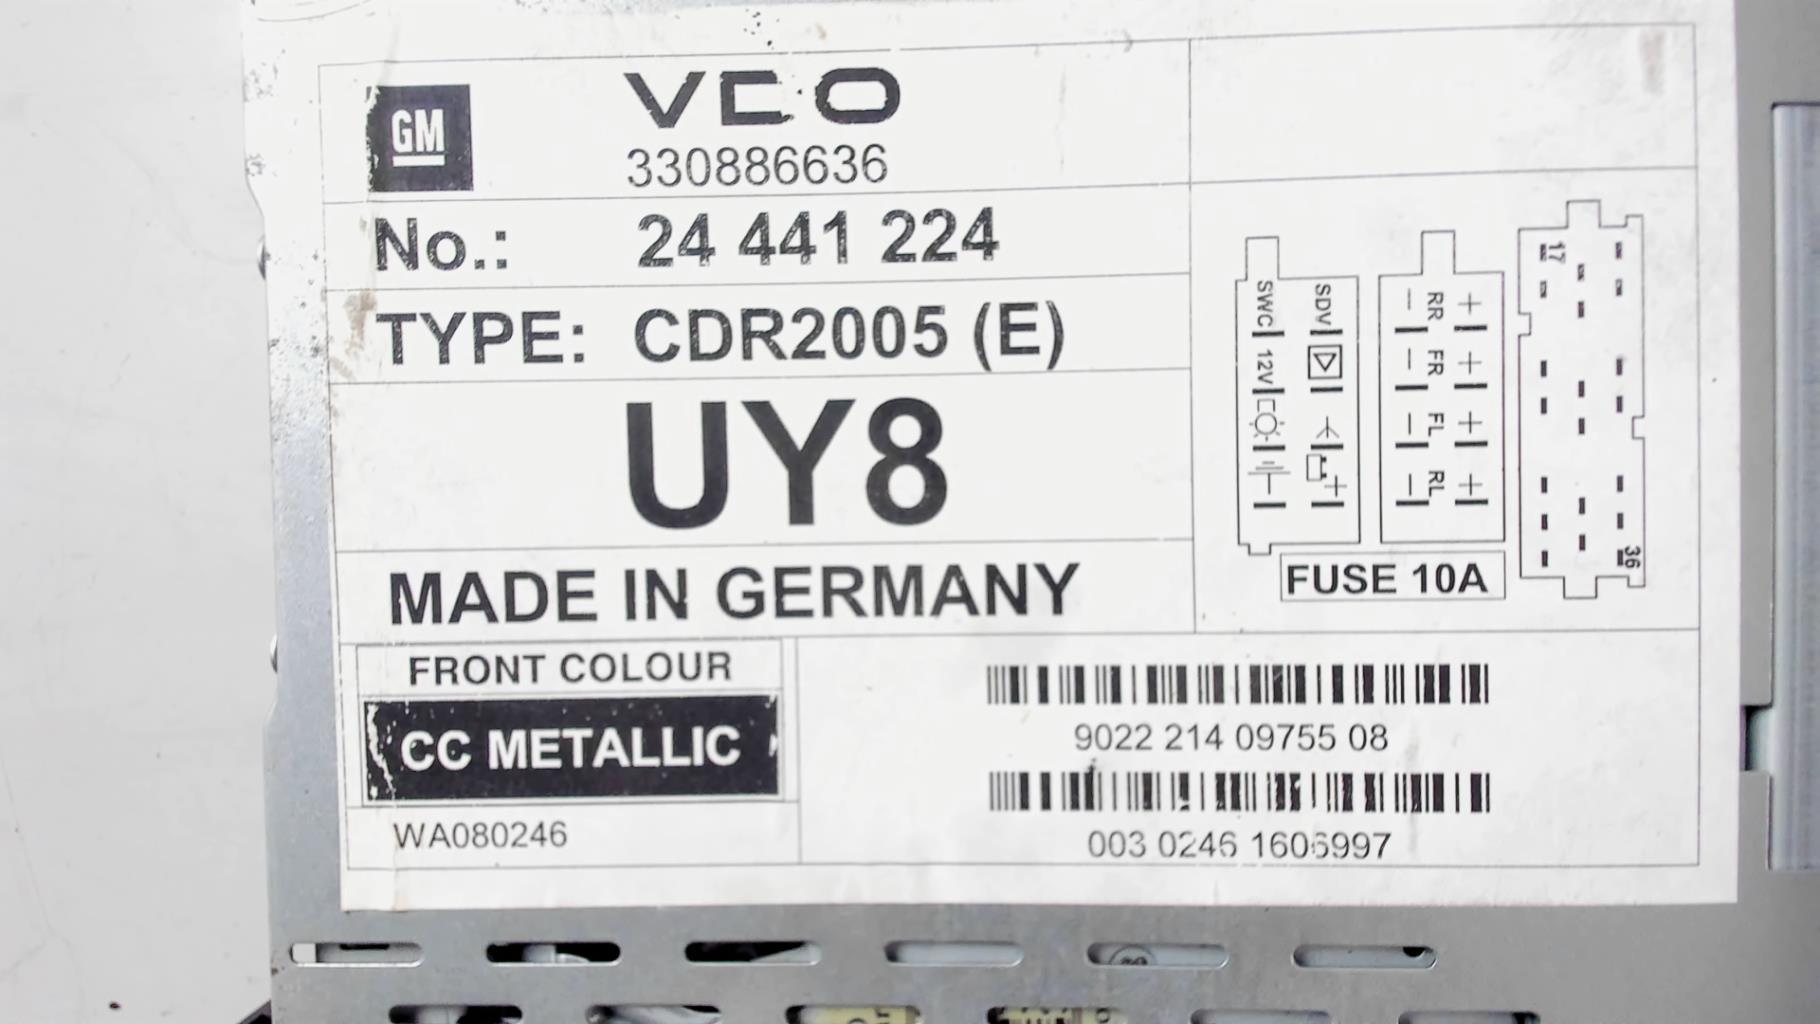 GM
VDO
330886636
No.: 24 441 224
TYPE: CDR2005 (E)
UY8
MADE IN GERMANY
FRONT COLOUR
CC METALLIC
WA080246
SWC 12V
SDV
RR FR FL RL
17
36
FUSE 10A
9022 214 09755 08
003 0246 1606997